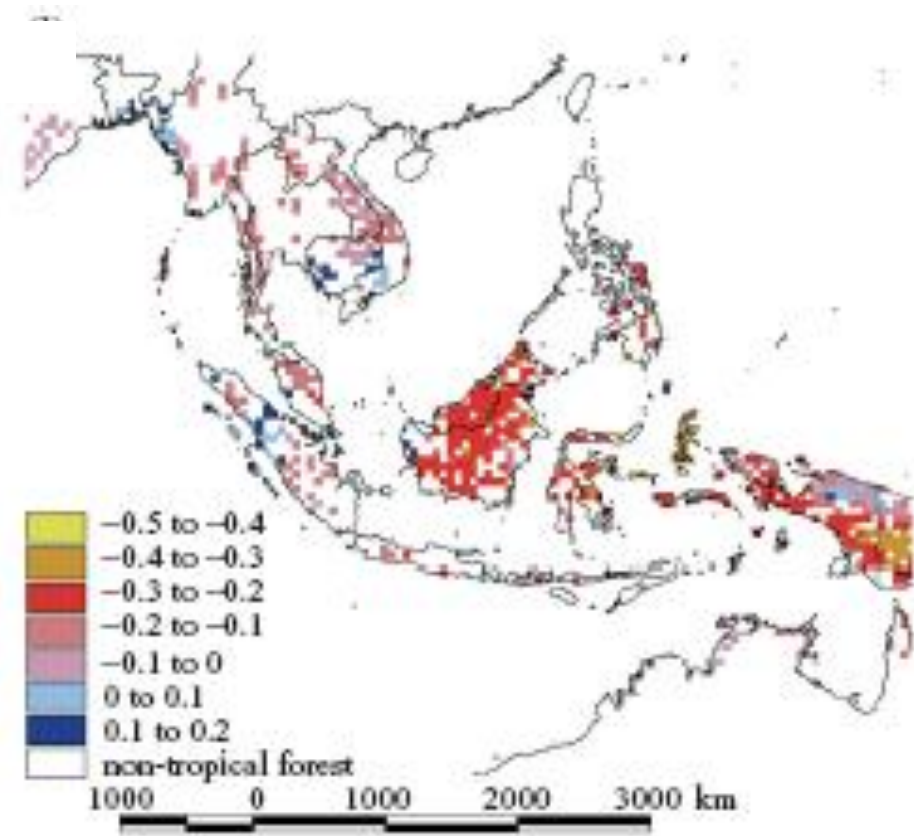 −0.5 to −0.4
−0.4 to −0.3
−0.3 to −0.2
−0.2 to −0.1
−0.1 to 0
0 to 0.1
0.1 to 0.2
non-tropical forest
1000 0 1000 2000 3000 km